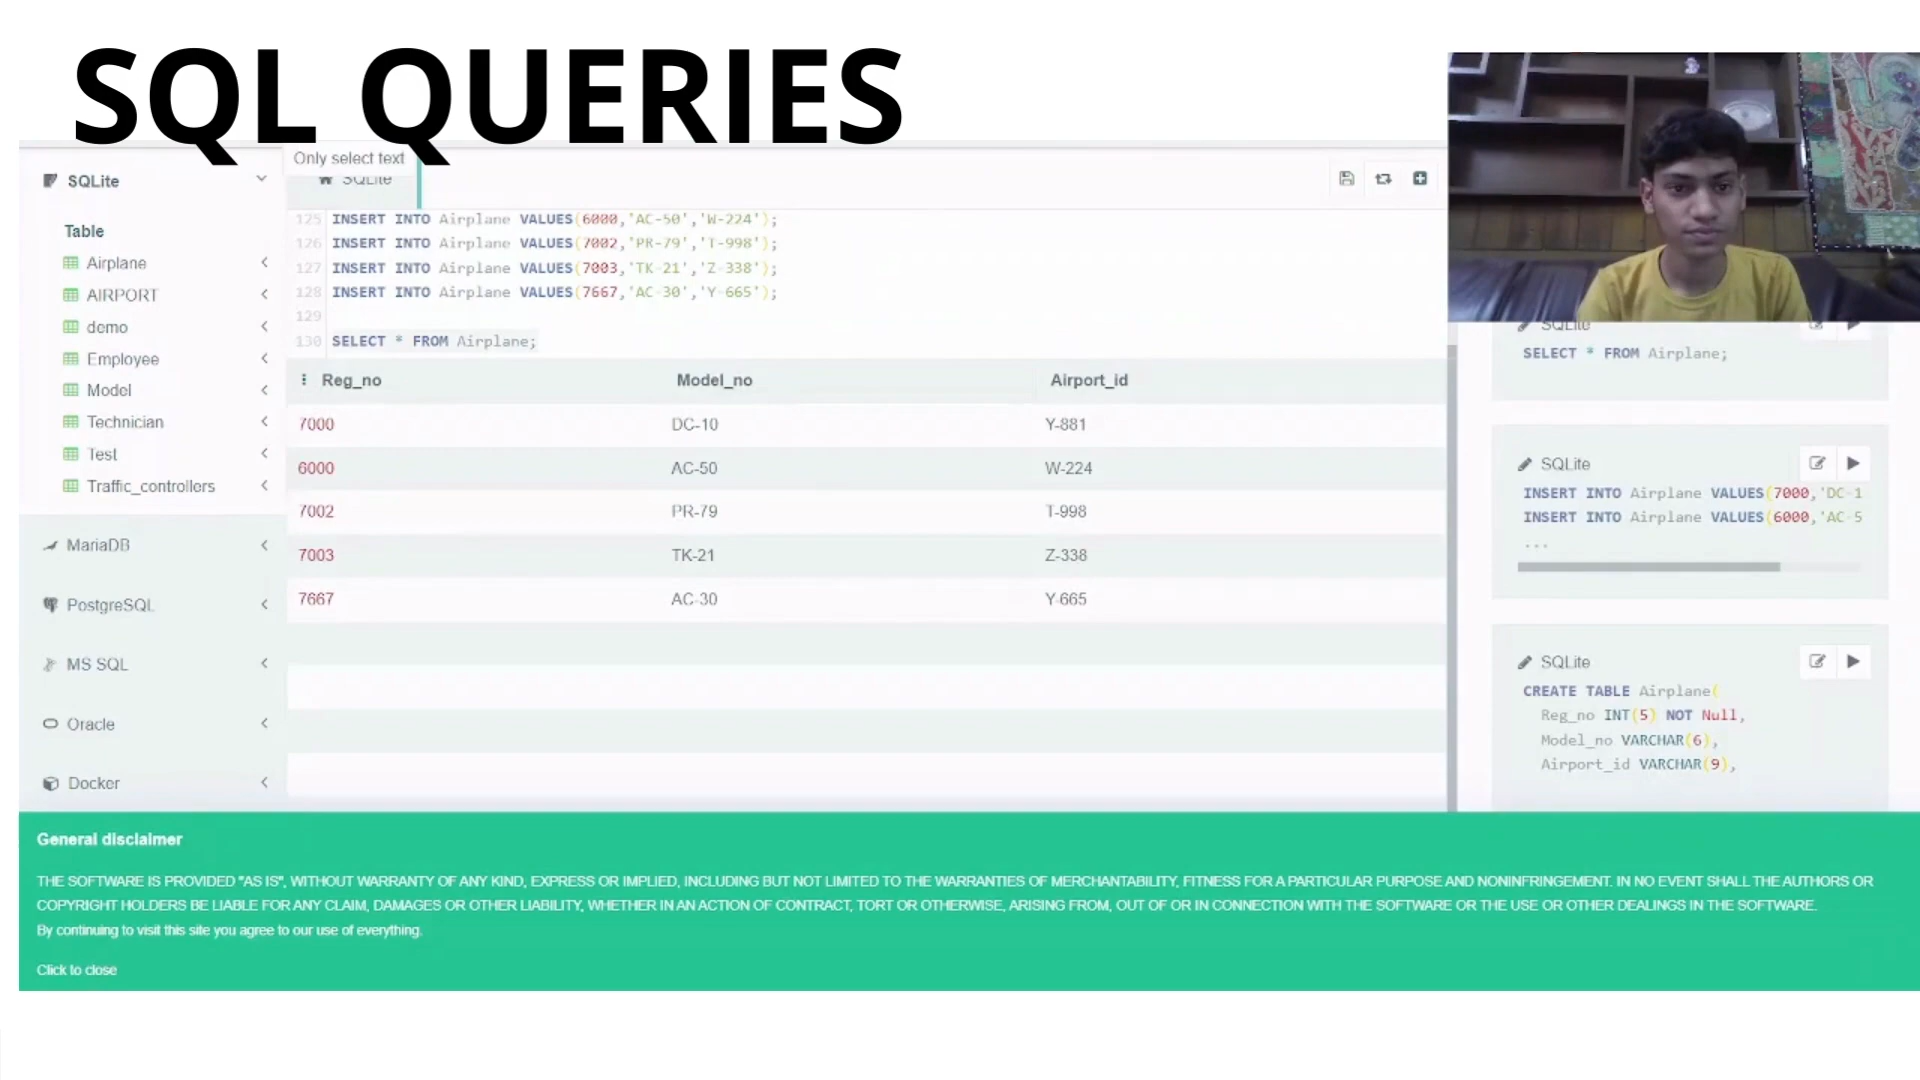 SQL QUERIES
Only select text
SQLite
SQLite
Table
Airplane
AIRPORT
demo
Employee
Model
Technician
Test
Traffic_controllers
MariaDB
PostgreSQL
MS SQL
Oracle
Docker
125 INSERT INTO Airplane VALUES(6000,'AC-50','W-224');
126 INSERT INTO Airplane VALUES(7002,'PR-79','T-998');
127 INSERT INTO Airplane VALUES(7003,'TK-21','Z-338');
128 INSERT INTO Airplane VALUES(7667,'AC-30','Y-665');
129
130 SELECT * FROM Airplane;
Reg_no Model_no Airport_id
7000 DC-10 Y-881
6000 AC-50 W-224
7002 PR-79 T-998
7003 TK-21 Z-338
7667 AC-30 Y-665
SQLite
SELECT * FROM Airplane;
SQLite
INSERT INTO Airplane VALUES(7000,'DC-1
INSERT INTO Airplane VALUES(6000,'AC-5
...
SQLite
CREATE TABLE Airplane(
Reg_no INT(5) NOT Null,
Model_no VARCHAR(6),
Airport_id VARCHAR(9),
General disclaimer
THE SOFTWARE IS PROVIDED "AS IS", WITHOUT WARRANTY OF ANY KIND, EXPRESS OR IMPLIED, INCLUDING BUT NOT LIMITED TO THE WARRANTIES OF MERCHANTABILITY, FITNESS FOR A PARTICULAR PURPOSE AND NONINFRINGEMENT. IN NO EVENT SHALL THE AUTHORS OR
COPYRIGHT HOLDERS BE LIABLE FOR ANY CLAIM, DAMAGES OR OTHER LIABILITY, WHETHER IN AN ACTION OF CONTRACT, TORT OR OTHERWISE, ARISING FROM, OUT OF OR IN CONNECTION WITH THE SOFTWARE OR THE USE OR OTHER DEALINGS IN THE SOFTWARE.
By continuing to visit this site you agree to our use of everything.
Click to close